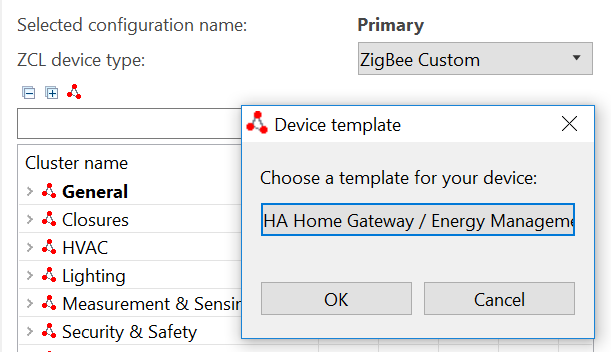 Selected configuration name: Primary
ZCL device type: ZigBee Custom
Device template
Choose a template for your device:
HA Home Gateway / Energy Manageme
OK Cancel
Cluster name
General
Closures
HVAC
Lighting
Measurement & Sensin
Security & Safety